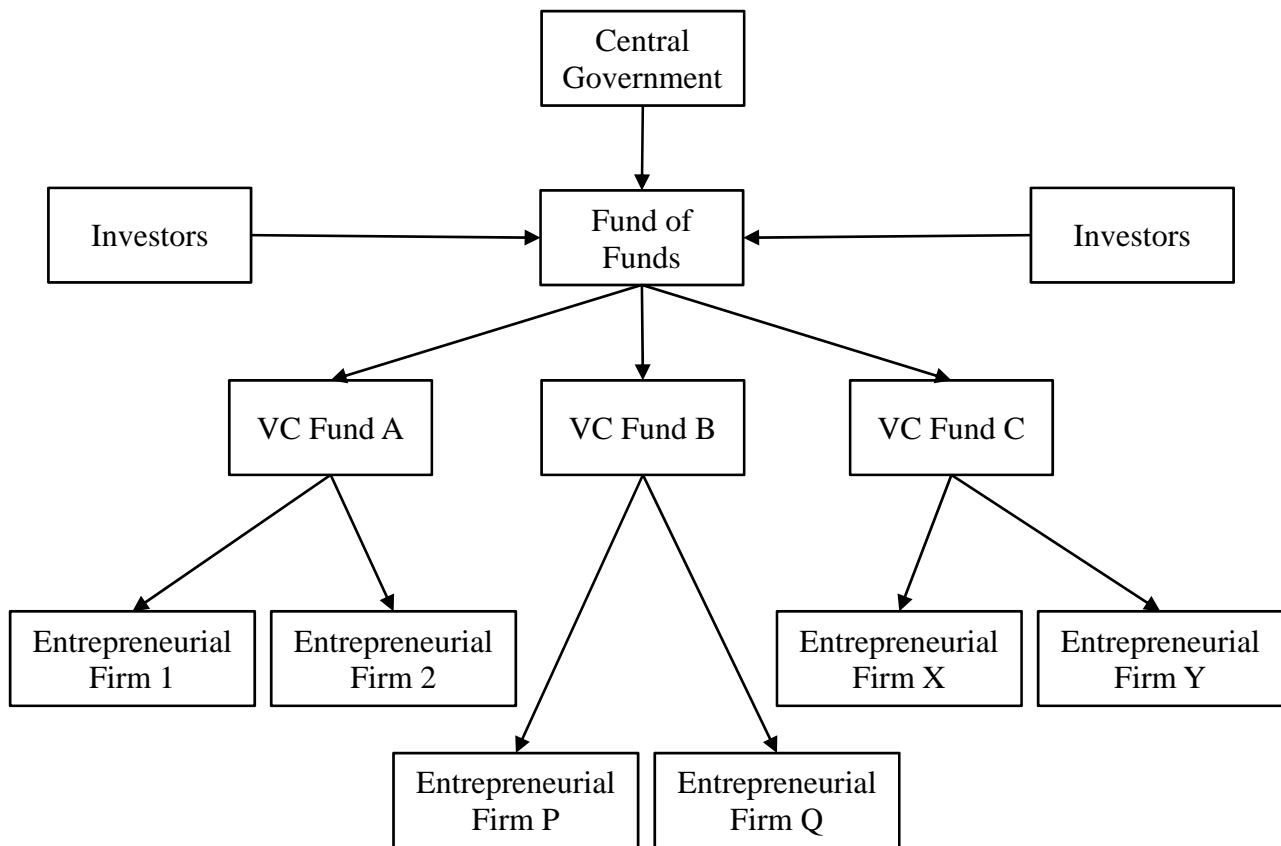 Central
Government
Investors
Fund of
Funds
Investors
VC Fund A
VC Fund B
VC Fund C
Entrepreneurial
Firm 1
Entrepreneurial
Firm 2
Entrepreneurial
Firm X
Entrepreneurial
Firm Y
Entrepreneurial
Firm P
Entrepreneurial
Firm Q